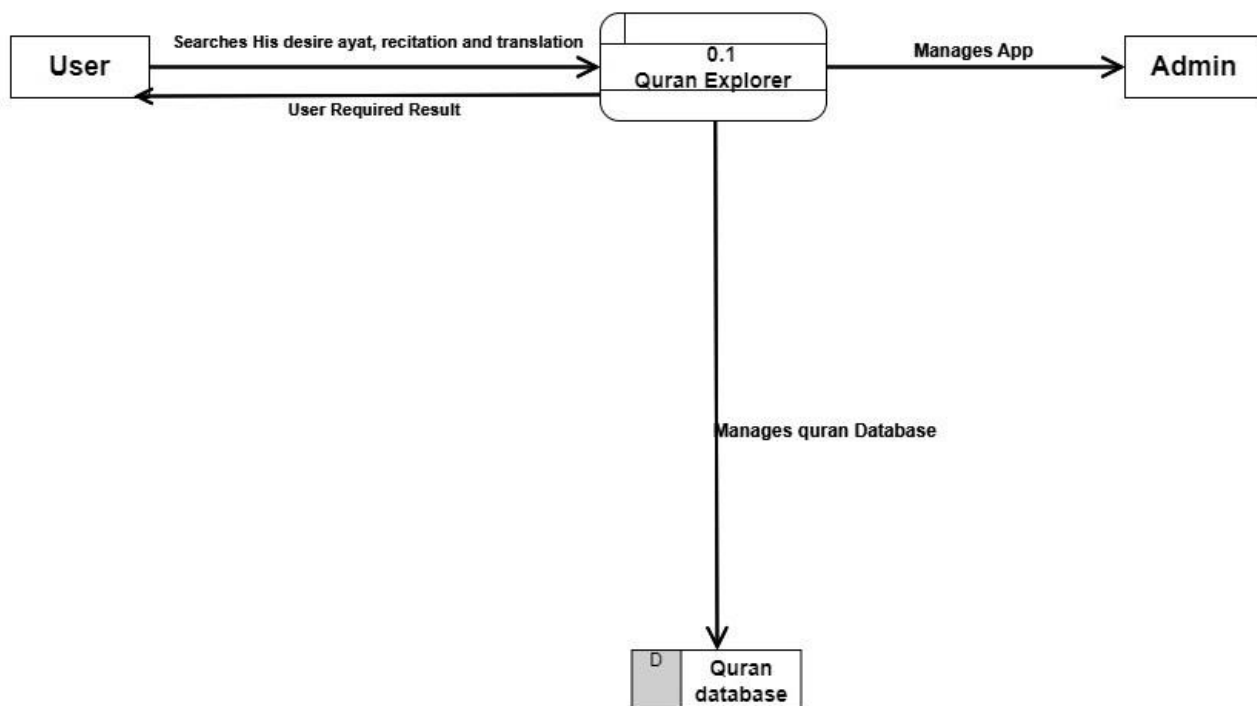 User
Searches His desire ayat, recitation and translation
User Required Result
0.1
Quran Explorer
Manages App
Admin
Manages quran Database
D
Quran
database